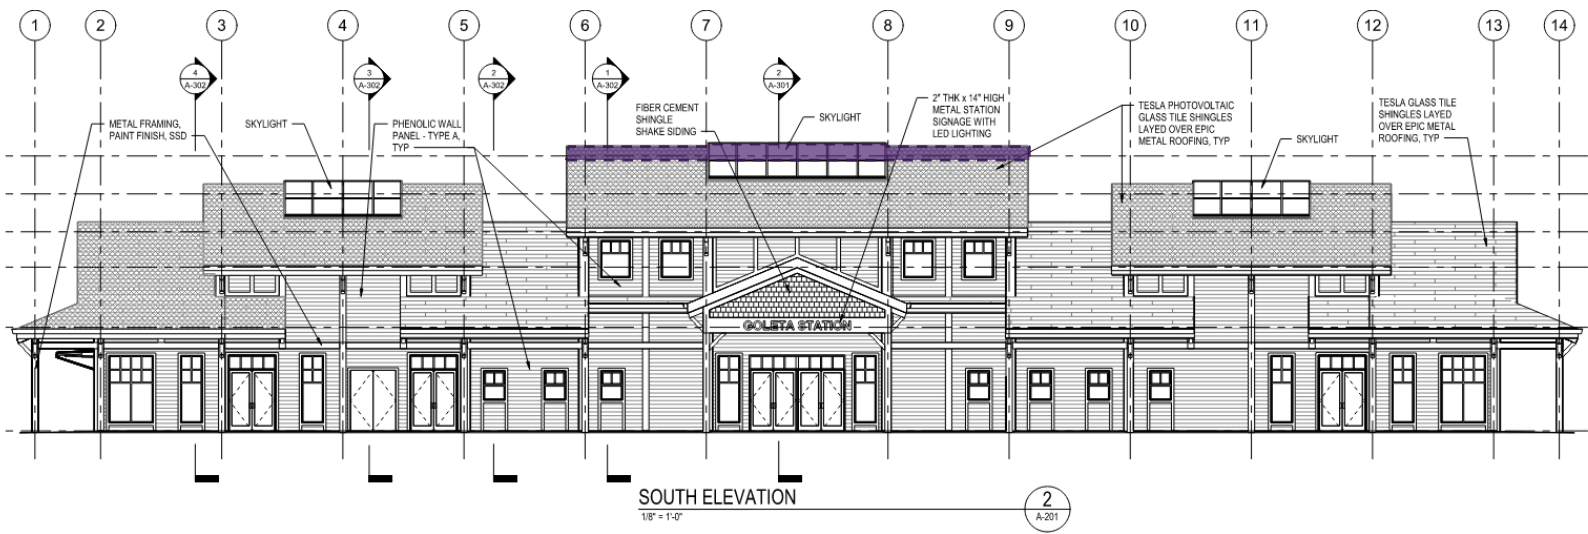 1
2
3
4
5
6
7
8
9
10
11
12
13
14
4
A-302
3
A-302
2
A-302
1
A-302
2
A-301
METAL FRAMING,
PAINT FINISH, SSD
SKYLIGHT
PHENOLIC WALL
PANEL - TYPE A,
TYP
FIBER CEMENT
SHINGLE
SHAKE SIDING
SKYLIGHT
2" THK x 14" HIGH
METAL STATION
SIGNAGE WITH
LED LIGHTING
TESLA PHOTOVOLTAIC
GLASS TILE SHINGLES
LAYED OVER EPIC
METAL ROOFING, TYP
SKYLIGHT
TESLA GLASS TILE
SHINGLES LAYED
OVER EPIC METAL
ROOFING, TYP
GOLETA STATION
SOUTH ELEVATION
1/8" = 1'-0"
2
A-201